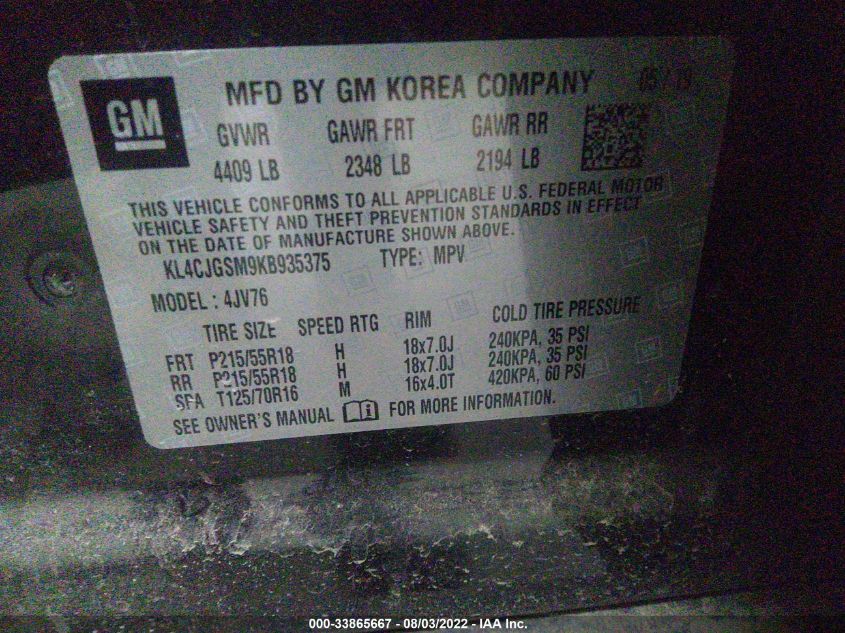 GM
MFD BY GM KOREA COMPANY 05/19
GVWR GAWR FRT GAWR RR
4409 LB 2348 LB 2194 LB
THIS VEHICLE CONFORMS TO ALL APPLICABLE U.S. FEDERAL MOTOR
VEHICLE SAFETY AND THEFT PREVENTION STANDARDS IN EFFECT
ON THE DATE OF MANUFACTURE SHOWN ABOVE.
KL4CJGSM9KB935375 TYPE: MPV
MODEL : 4JV76
TIRE SIZE SPEED RTG RIM COLD TIRE PRESSURE
FRT P215/55R18 H 18x7.0J 240KPA, 35 PSI
RR P215/55R18 H 18x7.0J 240KPA, 35 PSI
SPA T125/70R16 M 16x4.0T 420KPA, 60 PSI
SEE OWNER'S MANUAL FOR MORE INFORMATION.
000-33865667 - 08/03/2022 - IAA Inc.